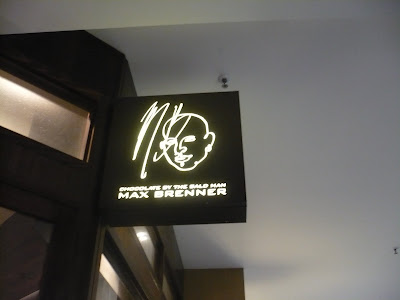 CHOCOLATE BY THE BALD MAN
MAX BRENNER